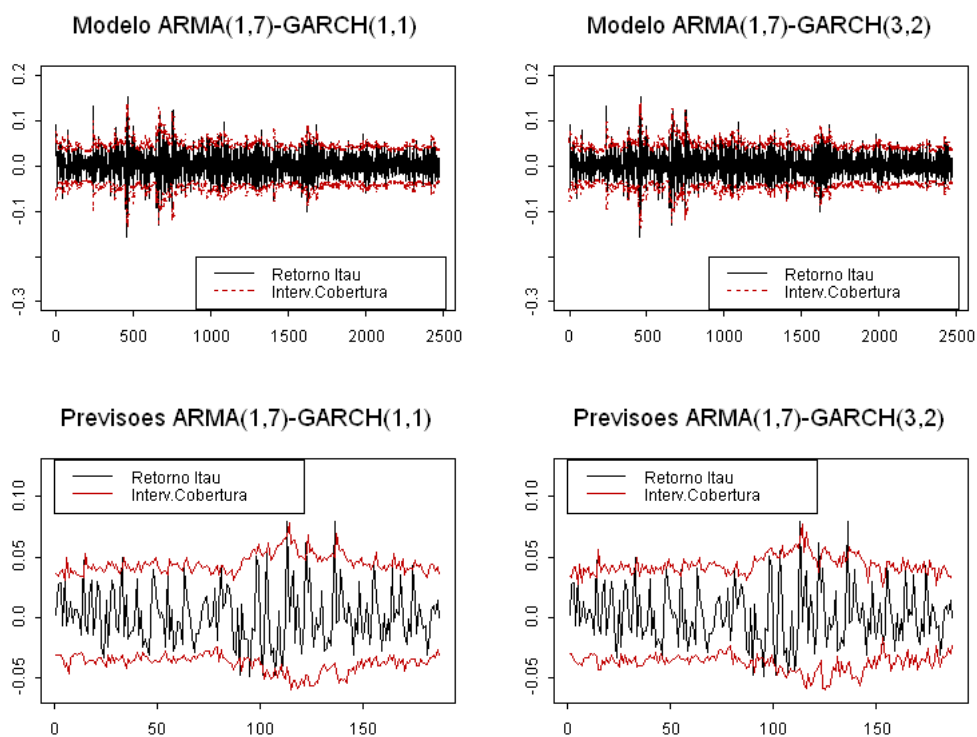 Modelo ARMA(1,7)-GARCH(1,1)
0.2
0.1
0.0
-0.1
-0.3
Retorno Itau
Interv.Cobertura
0 500 1000 1500 2000 2500
Modelo ARMA(1,7)-GARCH(3,2)
0.2
0.1
0.0
-0.1
-0.3
Retorno Itau
Interv.Cobertura
0 500 1000 1500 2000 2500
Previsoes ARMA(1,7)-GARCH(1,1)
0.10
0.05
0.0
-0.05
Retorno Itau
Interv.Cobertura
0 50 100 150
Previsoes ARMA(1,7)-GARCH(3,2)
0.10
0.05
0.0
-0.05
Retorno Itau
Interv.Cobertura
0 50 100 150